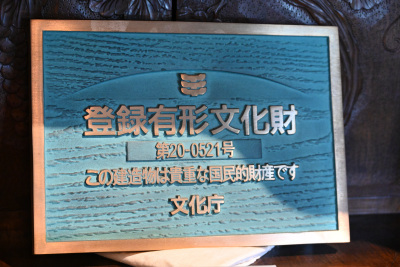 登録有形文化財
第20-0521号
この建造物は貴重な国民的財産です
文化庁